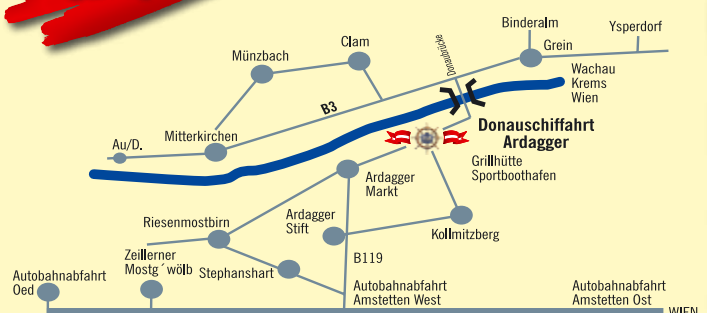 Binderalm
Ysperdorf
Clam
Donaubrücke
Grein
Münzbach
Wachau
Krems
Wien
B3
Mitterkirchen
Au/D.
Donauschiffahrt
Ardagger
Grillhütte
Sportboothafen
Ardagger
Markt
Riesenmostbirn
Ardagger
Stift
Kollmitzberg
Zeillerner
Mostg´wölb
Stephanshart
B119
Autobahnabfahrt
Oed
Autobahnabfahrt
Amstetten West
Autobahnabfahrt
Amstetten Ost
WIEN